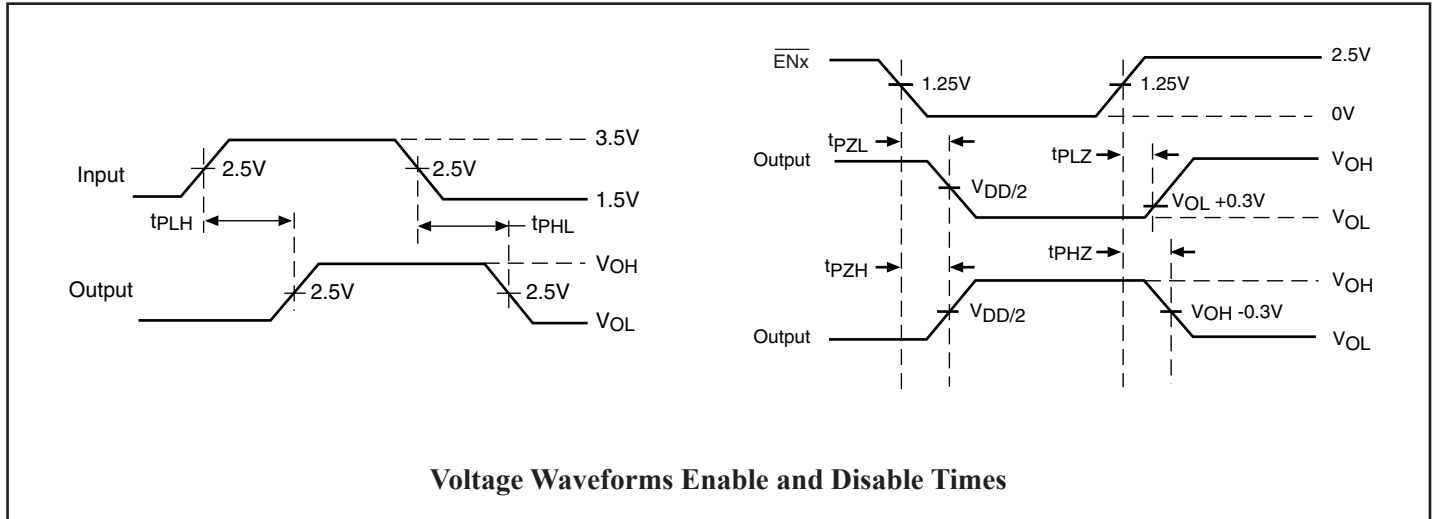 Input
2.5V
2.5V
3.5V
1.5V
tPLH
tPHL
Output
2.5V
2.5V
VOH
VOL
ENx
1.25V
1.25V
2.5V
0V
Output
tPZL
VDD/2
tPLZ
VOL +0.3V
VOH
VOL
tPZH
Output
VDD/2
tPHZ
VOH -0.3V
VOH
VOL
Voltage Waveforms Enable and Disable Times